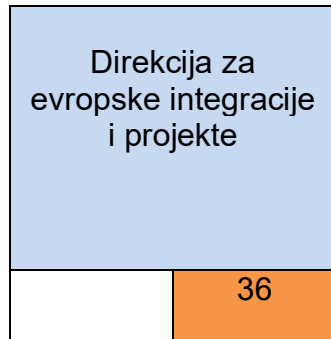 Direkcija za
evropske integracije
i projekte
36